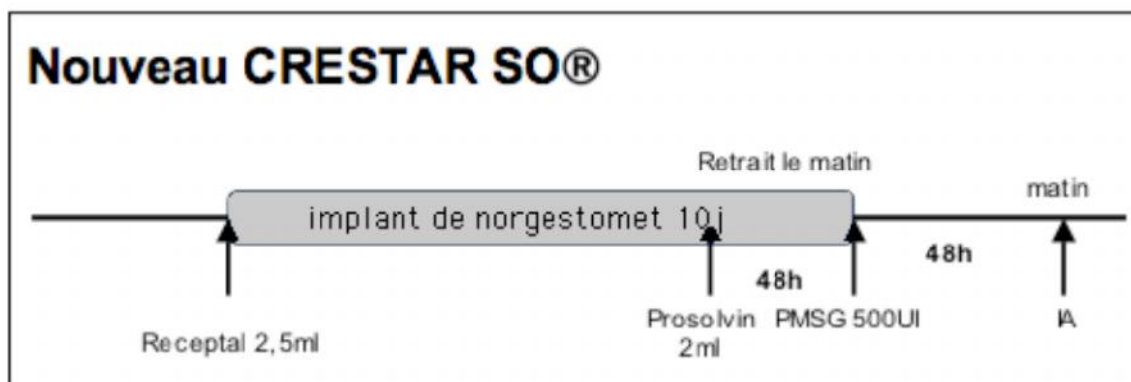 Nouveau CRESTAR SO®
Retrait le matin
matin
implant de norgestomet 10j
48h
48h
Receptal 2,5ml
Prosolvin
2ml
PMSG 500UI
IA